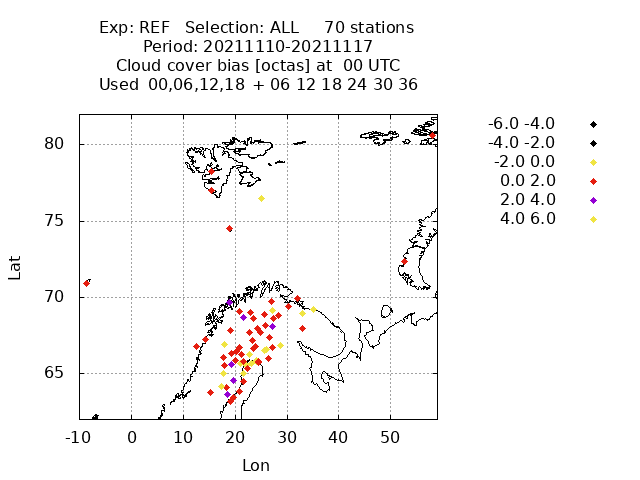 Exp: REF Selection: ALL 70 stations
Period: 20211110-20211117
Cloud cover bias [octas] at 00 UTC
Used 00,06,12,18 + 06 12 18 24 30 36
-6.0 -4.0
-4.0 -2.0
-2.0 0.0
0.0 2.0
2.0 4.0
4.0 6.0
80
75
70
65
Lat
-10 0 10 20 30 40 50
Lon